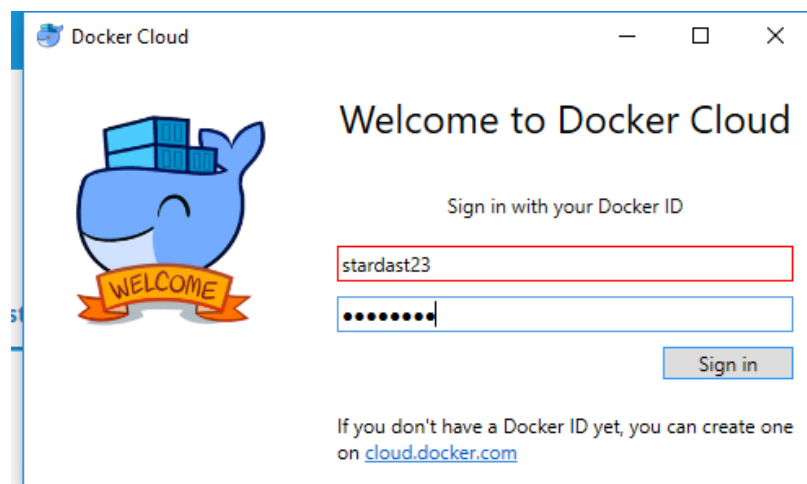 Docker Cloud
Welcome to Docker Cloud
Sign in with your Docker ID
WELCOME
stardast23
Sign in
If you don't have a Docker ID yet, you can create one
on cloud.docker.com